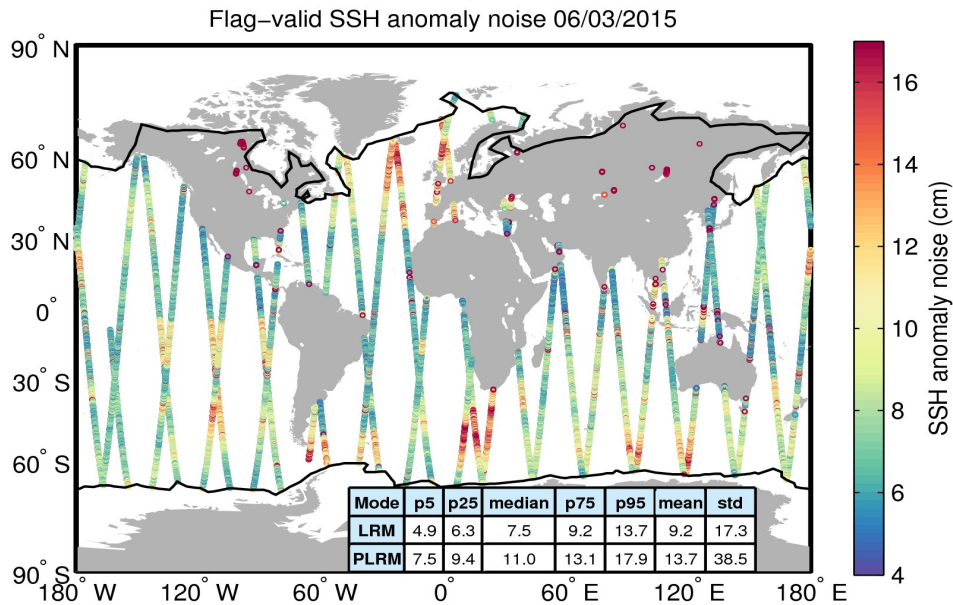 Flag−valid SSH anomaly noise 06/03/2015
90° N
60° N
30° N
0°
30° S
60° S
90° S
180° W 120° W 60° W 0° 60° E 120° E 180° E
Mode p5 p25 median p75 p95 mean std
LRM 4.9 6.3 7.5 9.2 13.7 9.2 17.3
PLRM 7.5 9.4 11.0 13.1 17.9 13.7 38.5
16
14
12
10
8
6
4
SSH anomaly noise (cm)